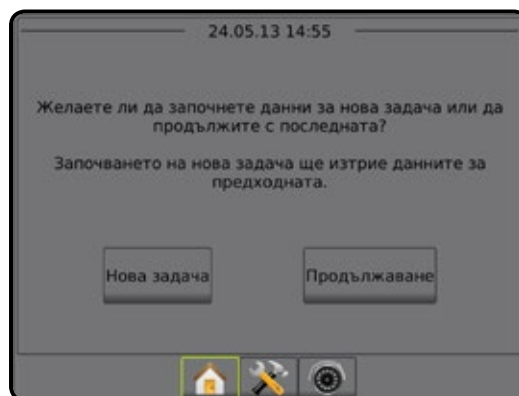 24.05.13 14:55
Желаете ли да започнете данни за нова задача или да
продължите с последната?
Започването на нова задача ще изтрие данните за
предходната.
Нова задача
Продължаване